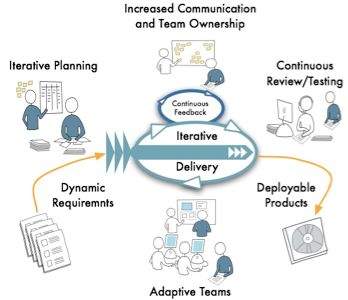 Increased Communication
and Team Ownership
Iterative Planning
Continuous
Review/Testing
Continuous
Feedback
Iterative
Delivery
Dynamic
Requiremnts
Deployable
Products
Adaptive Teams